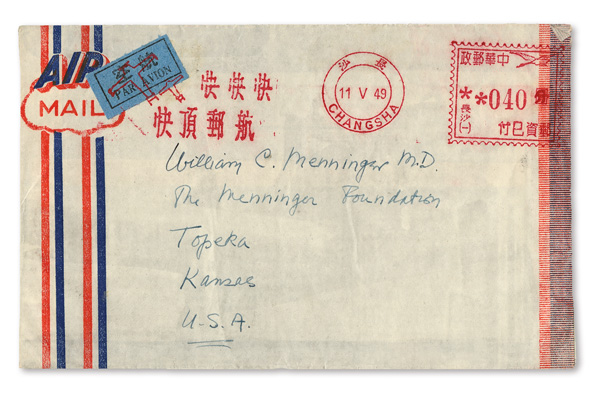 AIR
MAIL
航空
PAR AVION
快快快
快頂郵航
長沙
11 V 49
CHANGSHA
政郵華中
**040
長沙(一)
付已資郵
William C. Menninger M.D.
The Menninger Foundation
Topeka
Kansas
U.S.A.